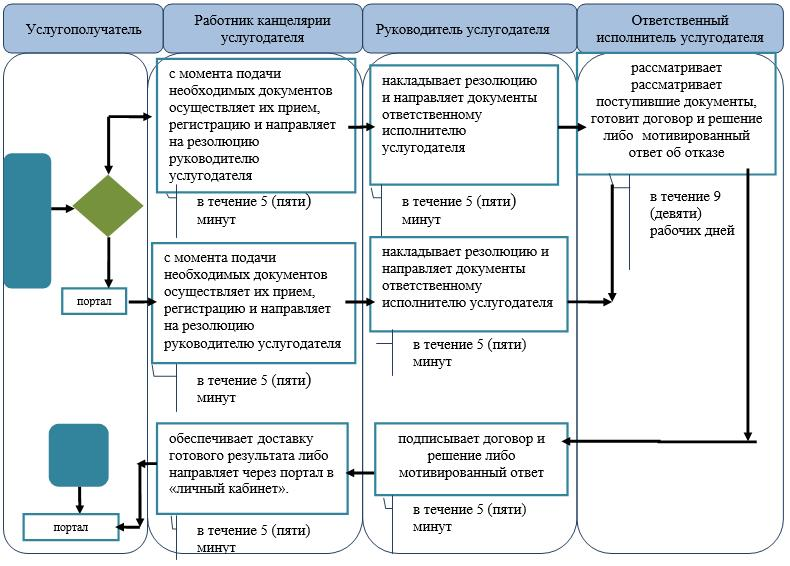 Услугополучатель
Работник канцелярии
услугодателя
Руководитель услугодателя
Ответственный
исполнитель услугодателя
с момента подачи
необходимых документов
осуществляет их прием,
регистрацию и направляет
на резолюцию
руководителю
услугодателя
в течение 5 (пяти)
минут
накладывает резолюцию
и направляет документы
ответственному
исполнителю
услугодателя
в течение 5 (пяти)
минут
рассматривает
рассматривает
поступившие документы,
готовит договор и решение
либо мотивированный
ответ об отказе
в течение 9
(девяти)
рабочих дней
портал
с момента подачи
необходимых документов
осуществляет их прием,
регистрацию и направляет
на резолюцию
руководителю услугодателя
в течение 5 (пяти)
минут
накладывает резолюцию и
направляет документы
ответственному
исполнителю услугодателя
в течение 5 (пяти)
минут
подписывает договор и
решение либо
мотивированный ответ
в течение 5 (пяти)
минут
обеспечивает доставку
готового результата либо
направляет через портал в
«личный кабинет».
в течение 5 (пяти)
минут
портал